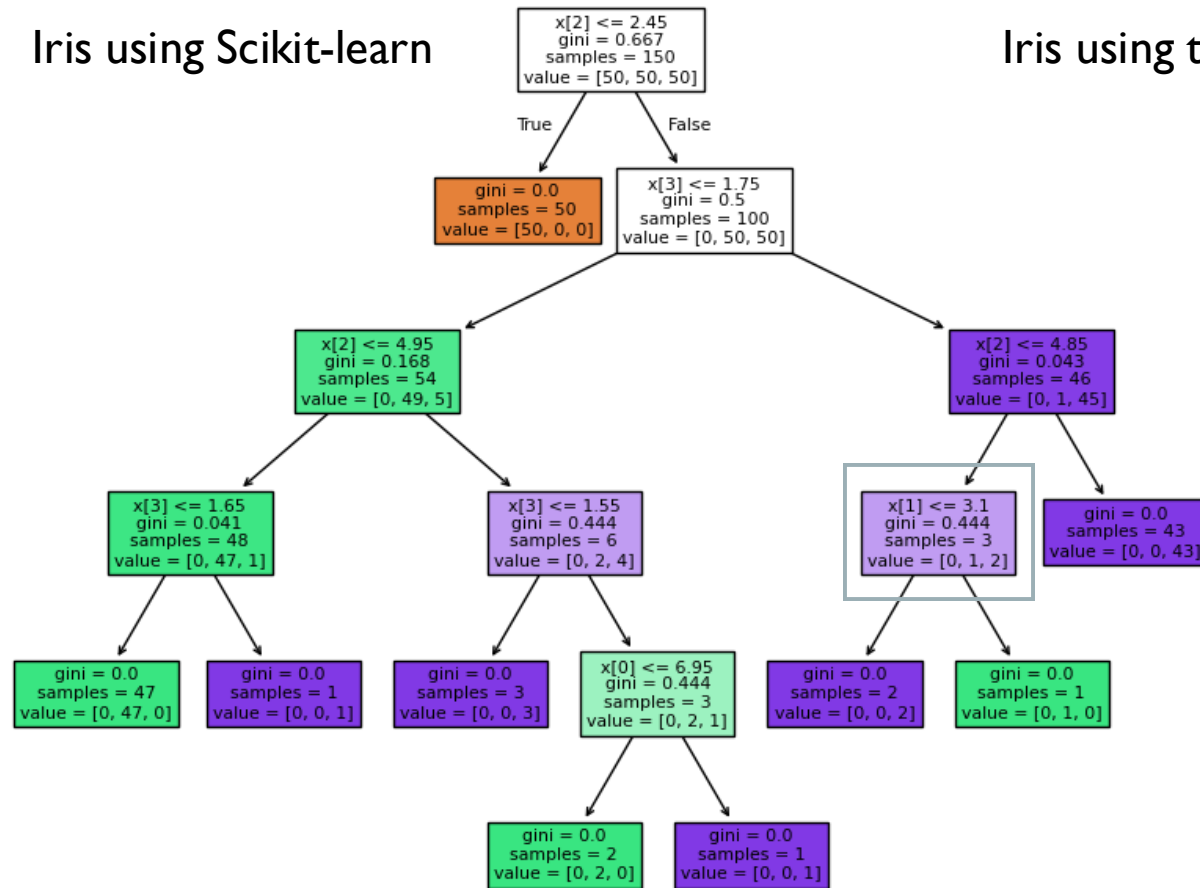 Iris using Scikit-learn
Iris using t
x[2] <= 2.45
gini = 0.667
samples = 150
value = [50, 50, 50]
True
False
gini = 0.0
samples = 50
value = [50, 0, 0]
x[3] <= 1.75
gini = 0.5
samples = 100
value = [0, 50, 50]
x[2] <= 4.95
gini = 0.168
samples = 54
value = [0, 49, 5]
x[2] <= 4.85
gini = 0.043
samples = 46
value = [0, 1, 45]
x[3] <= 1.65
gini = 0.041
samples = 48
value = [0, 47, 1]
x[3] <= 1.55
gini = 0.444
samples = 6
value = [0, 2, 4]
x[1] <= 3.1
gini = 0.444
samples = 3
value = [0, 1, 2]
gini = 0.0
samples = 43
value = [0, 0, 43]
gini = 0.0
samples = 47
value = [0, 47, 0]
gini = 0.0
samples = 1
value = [0, 0, 1]
gini = 0.0
samples = 3
value = [0, 0, 3]
x[0] <= 6.95
gini = 0.444
samples = 3
value = [0, 2, 1]
gini = 0.0
samples = 2
value = [0, 0, 2]
gini = 0.0
samples = 1
value = [0, 1, 0]
gini = 0.0
samples = 2
value = [0, 2, 0]
gini = 0.0
samples = 1
value = [0, 0, 1]